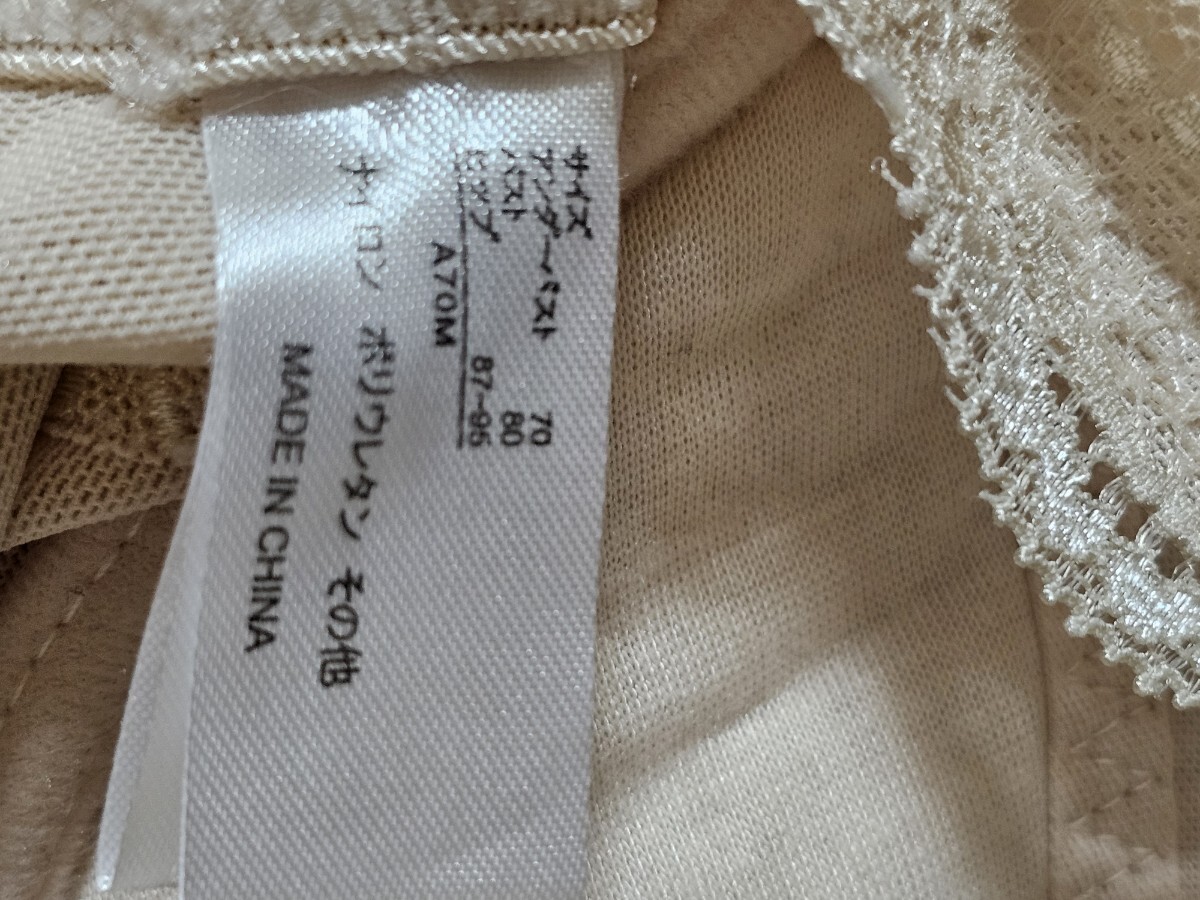 サイズ
アンダーバスト 70
バスト 80
ヒップ 87-95
A70M
ナイロン ポリウレタン その他
MADE IN CHINA